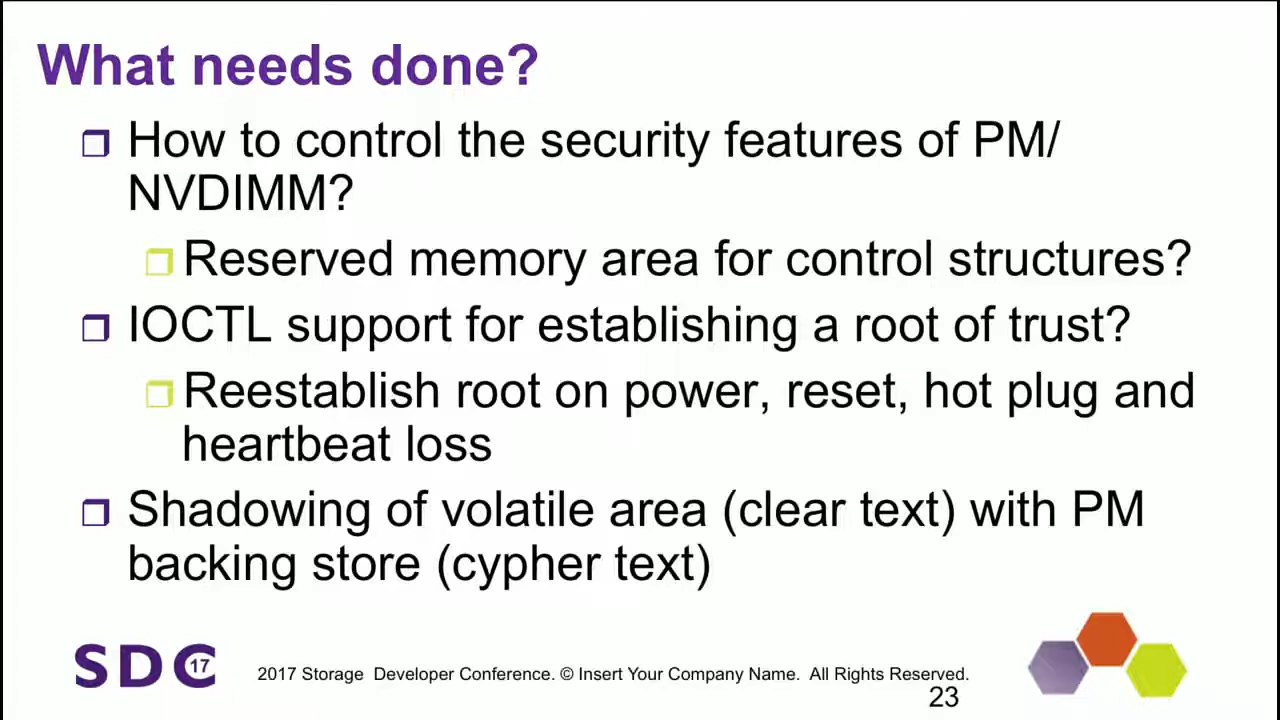 What needs done?
How to control the security features of PM/
NVDIMM?
Reserved memory area for control structures?
IOCTL support for establishing a root of trust?
Reestablish root on power, reset, hot plug and
heartbeat loss
Shadowing of volatile area (clear text) with PM
backing store (cypher text)
SDC 17
2017 Storage Developer Conference. © Insert Your Company Name. All Rights Reserved.
23